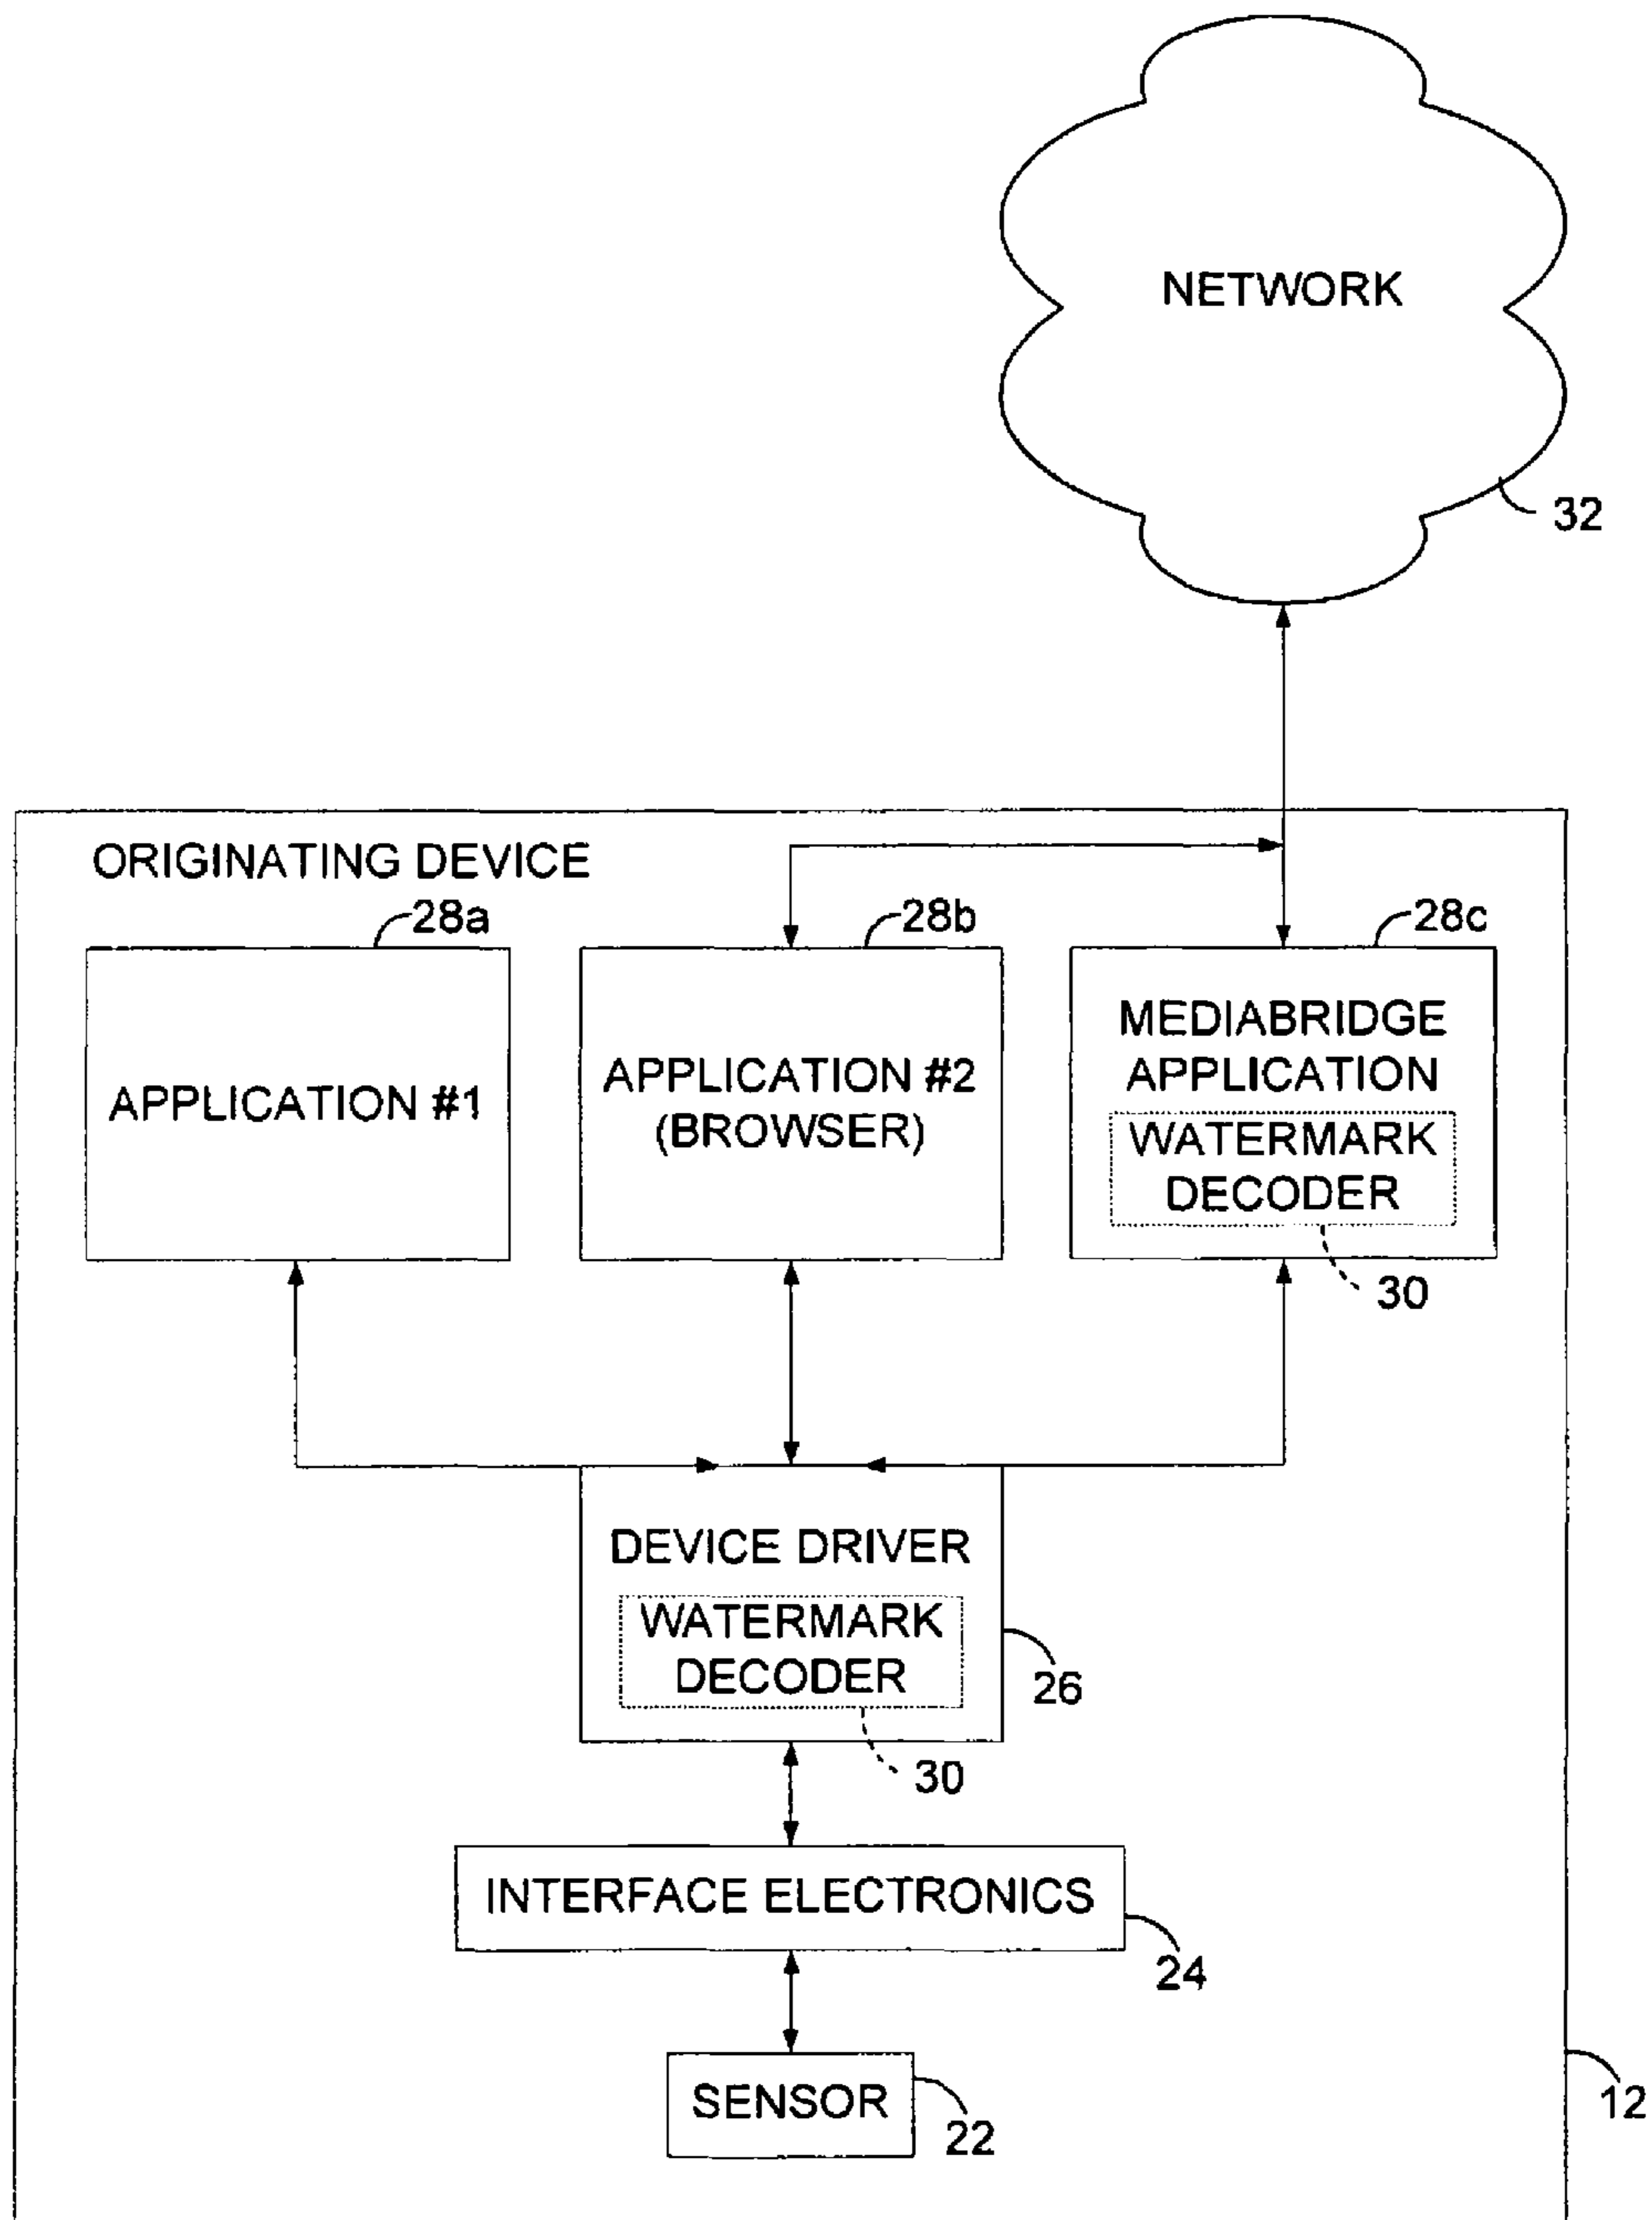 NETWORK
32
ORIGINATING DEVICE
28a
28b
28c
APPLICATION #1
APPLICATION #2
(BROWSER)
MEDIABRIDGE
APPLICATION
WATERMARK
DECODER
30
DEVICE DRIVER
WATERMARK
DECODER
26
30
INTERFACE ELECTRONICS
24
SENSOR
22
12